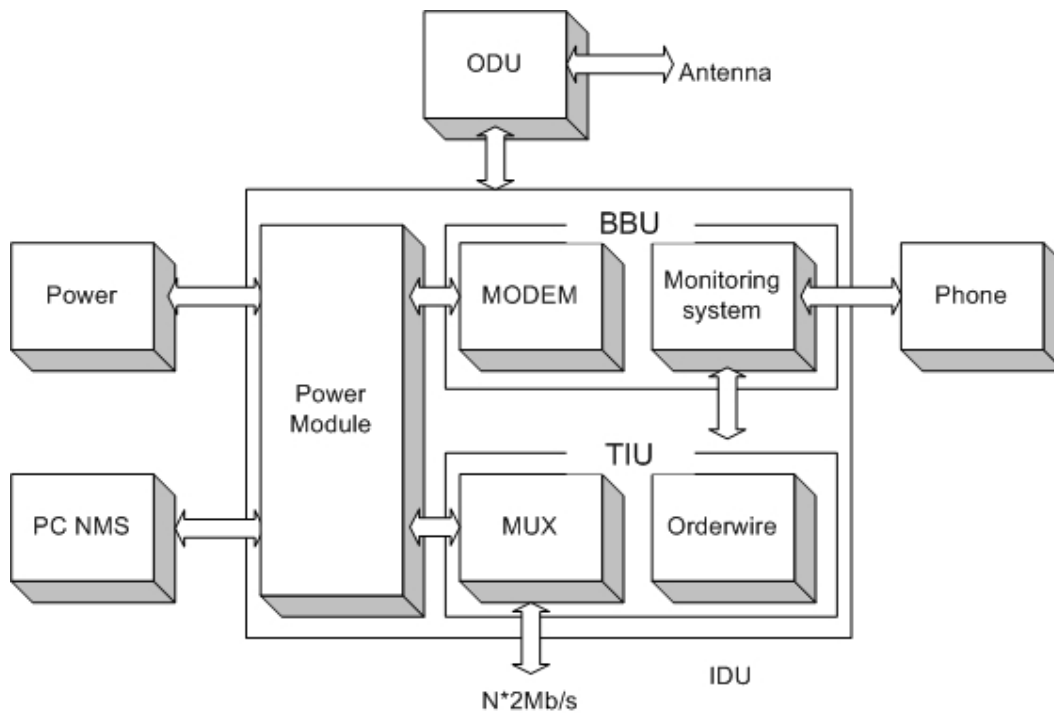 ODU
Antenna
BBU
Power
MODEM
Monitoring
system
Phone
Power
Module
TIU
PC NMS
MUX
Orderwire
IDU
N*2Mb/s